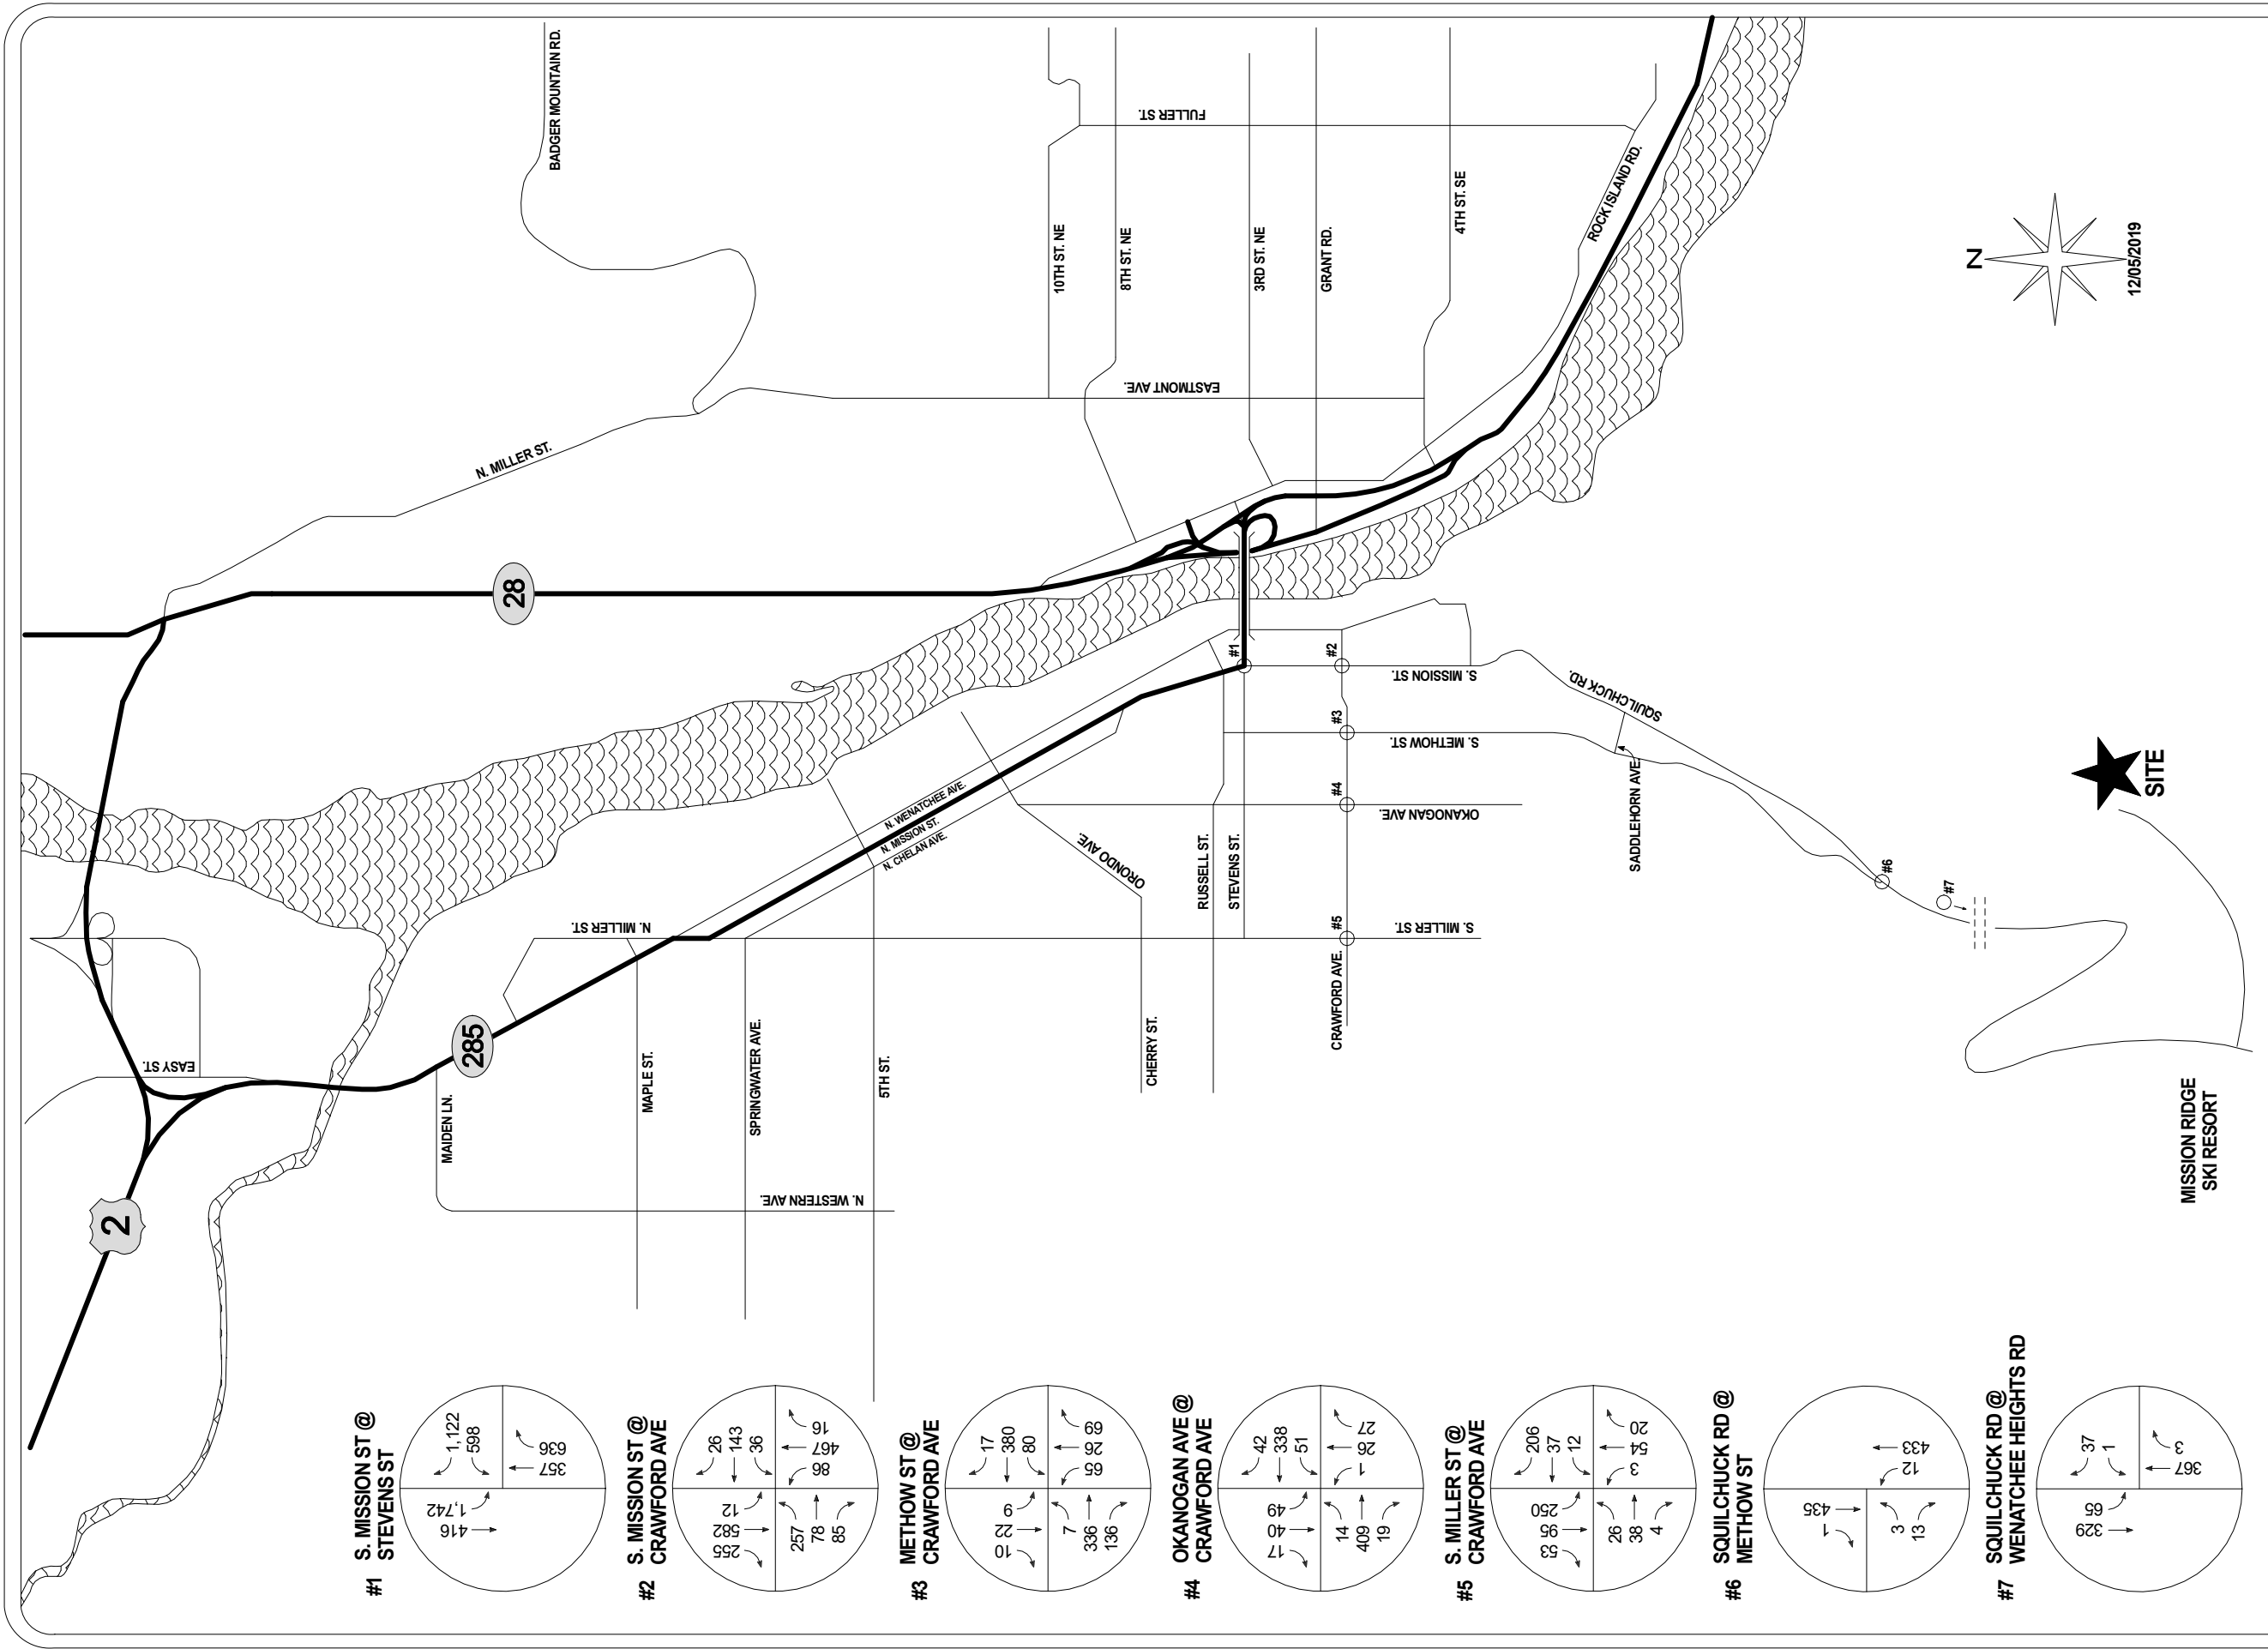 BADGER MOUNTAIN RD.
FULLER ST.
10TH ST. NE
8TH ST. NE
3RD ST. NE
GRANT RD.
4TH ST. SE
ROCK ISLAND RD.
N
12/05/2019
EASTMONT AVE.
N. MILLER ST.
28
#1
#2
S. MISSION ST.
SQUILCHUCK RD.
#3
S. METHOW ST.
N. WENATCHEE AVE.
N. MISSION ST.
N. CHELAN AVE.
SADDLEHORN AVE.
SITE
#4
OKANOGAN AVE.
ORONDO AVE.
RUSSELL ST.
STEVENS ST.
#6
#7
N. MILLER ST.
#5
S. MILLER ST.
CRAWFORD AVE.
285
EASY ST.
MAIDEN LN.
MAPLE ST.
SPRINGWATER AVE.
5TH ST.
CHERRY ST.
N. WESTERN AVE.
2
MISSION RIDGE
SKI RESORT
#1 S. MISSION ST @
STEVENS ST
416
1,742
1,122
598
357
636
#2 S. MISSION ST @
CRAWFORD AVE
255
582
12
26
143
36
257
78
85
86
467
16
#3 METHOW ST @
CRAWFORD AVE
10
22
9
17
380
80
7
336
136
65
26
69
#4 OKANOGAN AVE @
CRAWFORD AVE
17
40
49
42
338
51
14
409
19
1
26
27
#5 S. MILLER ST @
CRAWFORD AVE
53
95
250
206
37
12
26
38
4
3
54
20
#6 SQUILCHUCK RD @
METHOW ST
1
435
3
13
12
433
#7 SQUILCHUCK RD @
WENATCHEE HEIGHTS RD
329
65
37
1
367
3